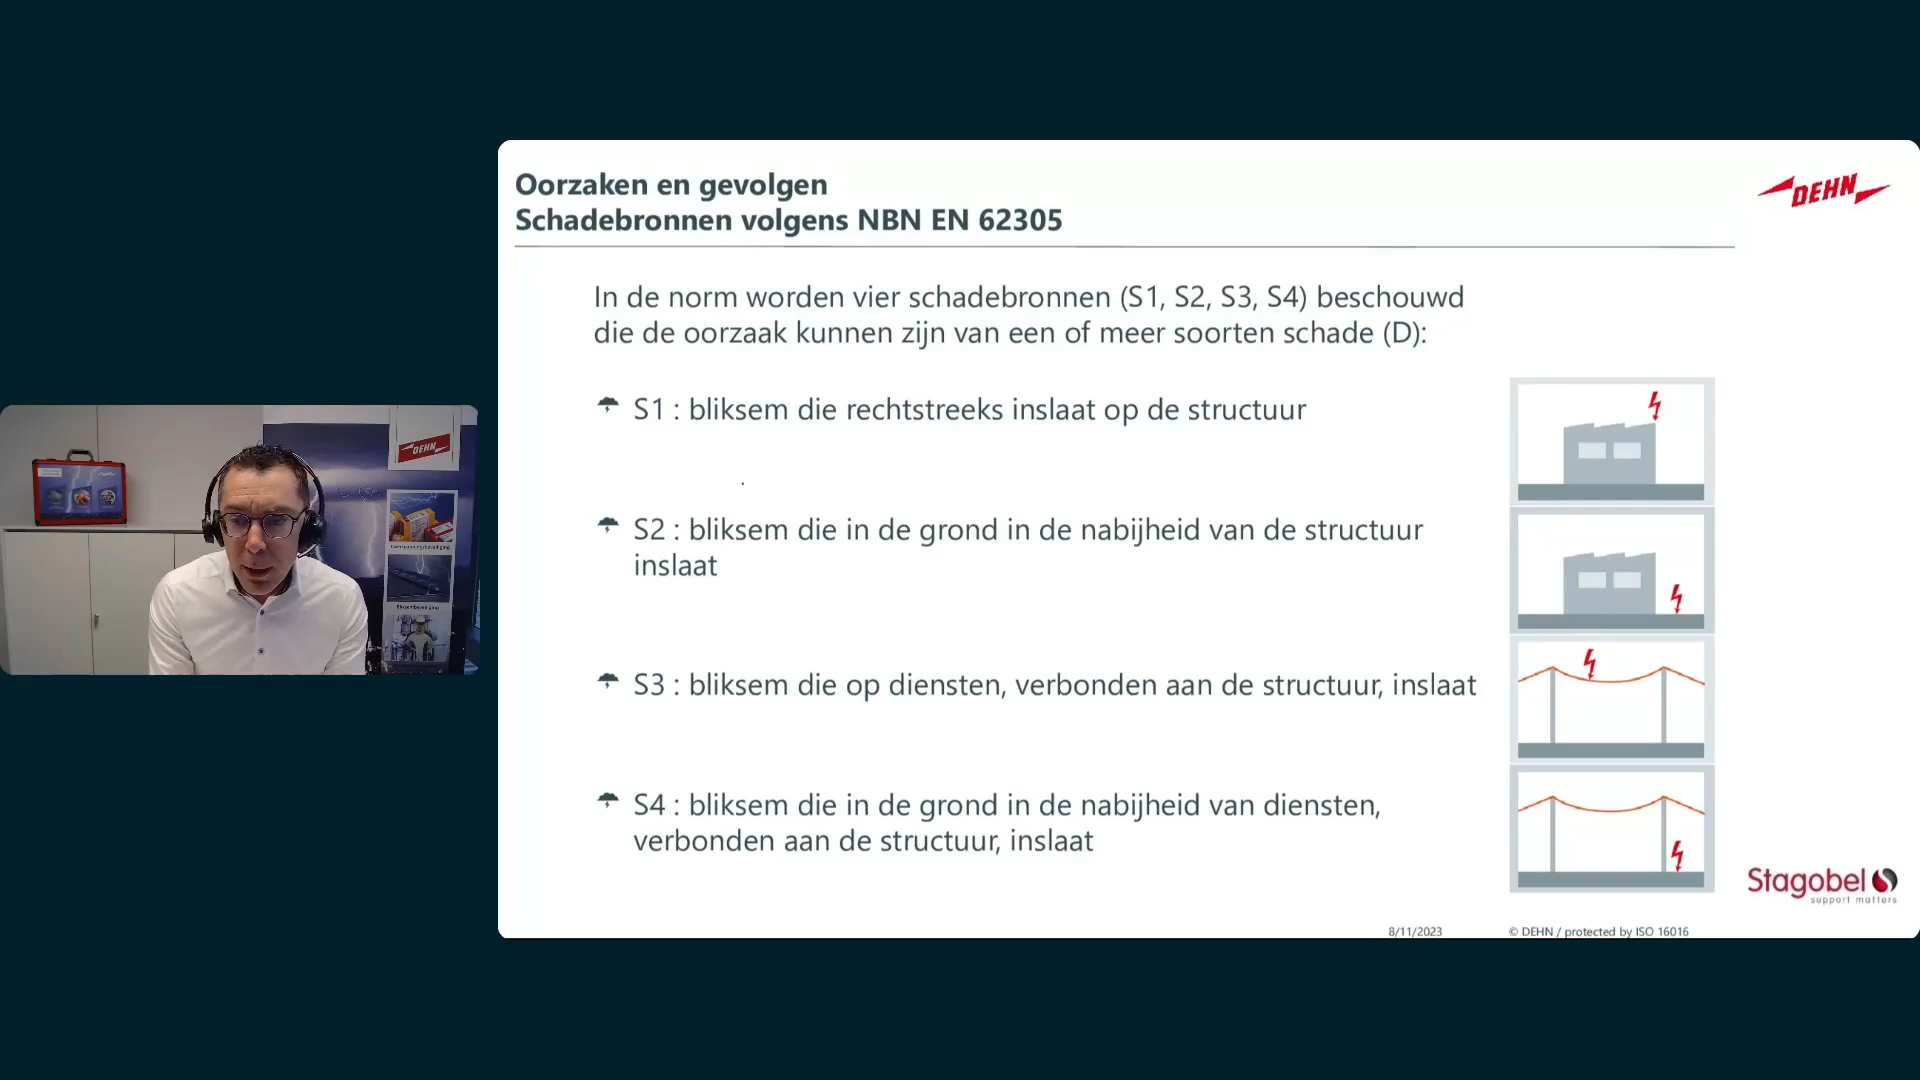 Oorzaken en gevolgen
Schadebronnen volgens NBN EN 62305
DEHN
In de norm worden vier schadebronnen (S1, S2, S3, S4) beschouwd
die de oorzaak kunnen zijn van een of meer soorten schade (D):
S1 : bliksem die rechtstreeks inslaat op de structuur
S2 : bliksem die in de grond in de nabijheid van de structuur
inslaat
S3 : bliksem die op diensten, verbonden aan de structuur, inslaat
S4 : bliksem die in de grond in de nabijheid van diensten,
verbonden aan de structuur, inslaat
Stagobel
support matters
8/11/2023
© DEHN / protected by ISO 16016
DEHN
Overspanningsbeveiliging
Bliksembeveiliging